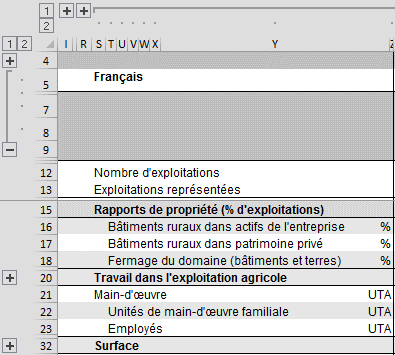 1
2
I R S T U V W X Y Z
1 2
4
5 Français
7
8
9
12 Nombre d'exploitations
13 Exploitations représentées
15 Rapports de propriété (% d'exploitations)
16 Bâtiments ruraux dans actifs de l'entreprise %
17 Bâtiments ruraux dans patrimoine privé %
18 Fermage du domaine (bâtiments et terres) %
20 Travail dans l'exploitation agricole
21 Main-d'œuvre UTA
22 Unités de main-d'œuvre familiale UTA
23 Employés UTA
32 Surface